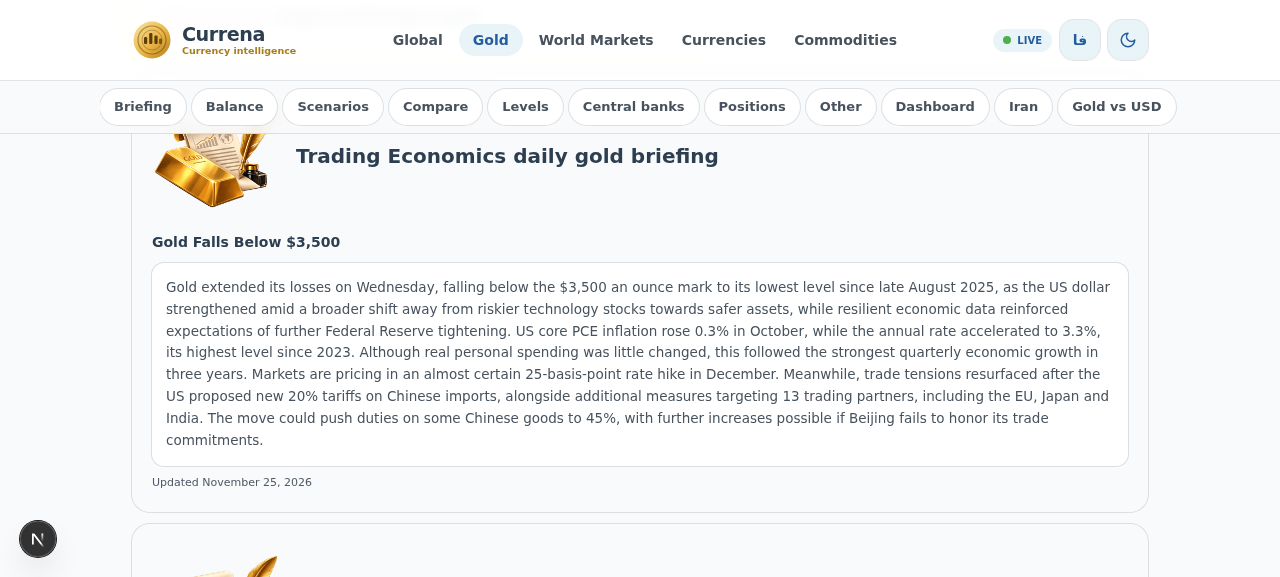 Currena
Currency intelligence
Global
Gold
World Markets
Currencies
Commodities
LIVE
فا
Briefing
Balance
Scenarios
Compare
Levels
Central banks
Positions
Other
Dashboard
Iran
Gold vs USD
GOLD
Trading Economics daily gold briefing
Gold Falls Below $3,500
Gold extended its losses on Wednesday, falling below the $3,500 an ounce mark to its lowest level since late August 2025, as the US dollar
strengthened amid a broader shift away from riskier technology stocks towards safer assets, while resilient economic data reinforced
expectations of further Federal Reserve tightening. US core PCE inflation rose 0.3% in October, while the annual rate accelerated to 3.3%,
its highest level since 2023. Although real personal spending was little changed, this followed the strongest quarterly economic growth in
three years. Markets are pricing in an almost certain 25-basis-point rate hike in December. Meanwhile, trade tensions resurfaced after the
US proposed new 20% tariffs on Chinese imports, alongside additional measures targeting 13 trading partners, including the EU, Japan and
India. The move could push duties on some Chinese goods to 45%, with further increases possible if Beijing fails to honor its trade
commitments.
Updated November 25, 2026
N